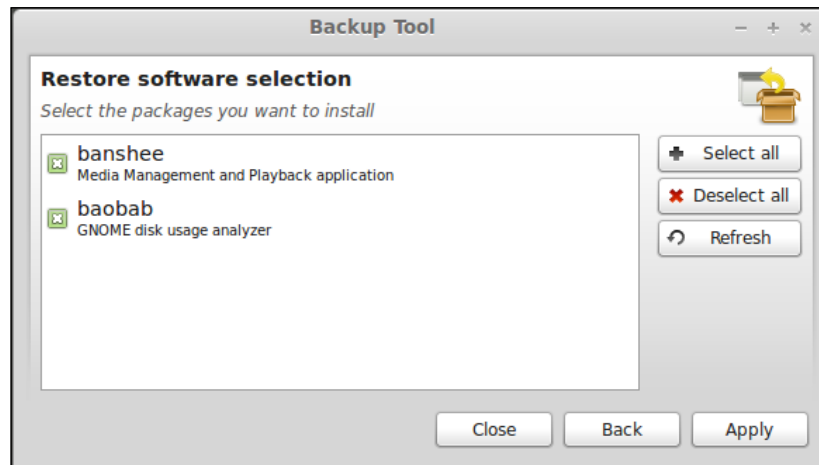 Backup Tool
Restore software selection
Select the packages you want to install
banshee
Media Management and Playback application
baobab
GNOME disk usage analyzer
Select all
Deselect all
Refresh
Close
Back
Apply